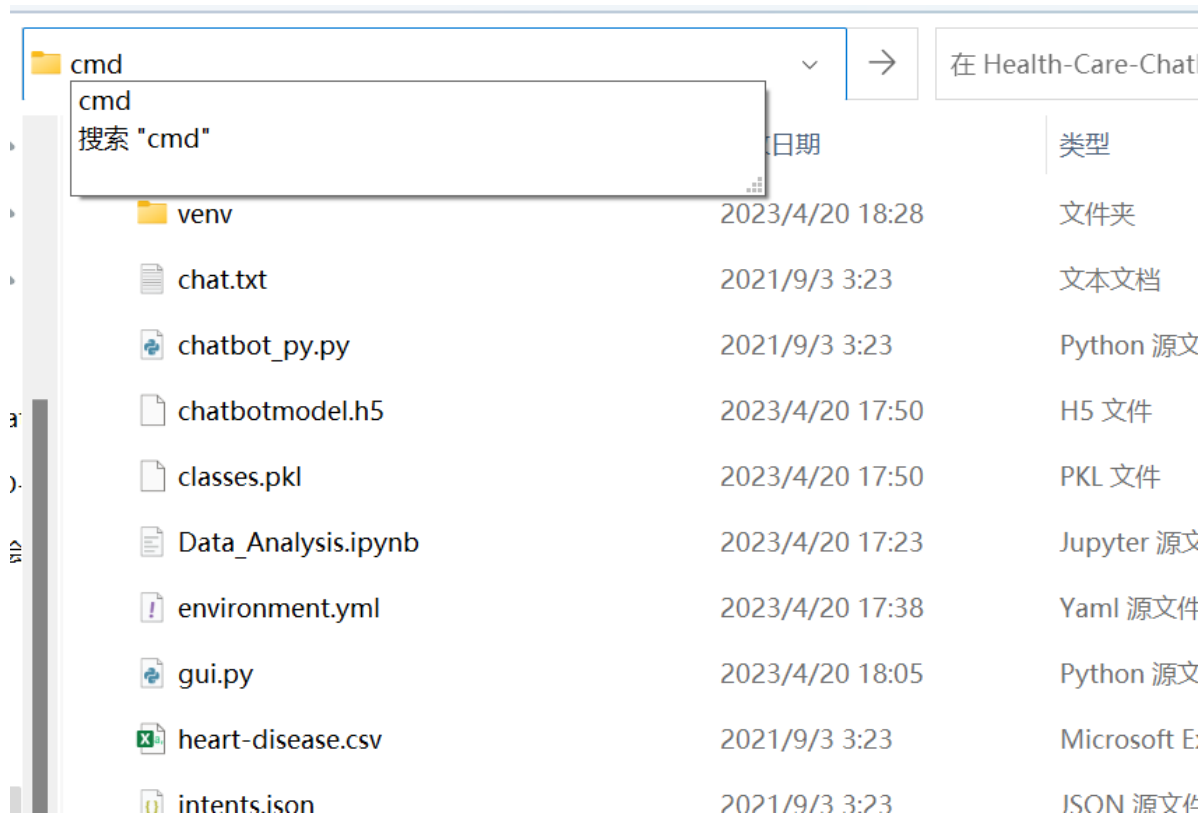 cmd
在 Health-Care-Chat
cmd
搜索 "cmd"
日期
类型
venv 2023/4/20 18:28 文件夹
chat.txt 2021/9/3 3:23 文本文档
chatbot_py.py 2021/9/3 3:23 Python 源文
chatbotmodel.h5 2023/4/20 17:50 H5 文件
classes.pkl 2023/4/20 17:50 PKL 文件
Data_Analysis.ipynb 2023/4/20 17:23 Jupyter 源文
environment.yml 2023/4/20 17:38 Yaml 源文件
gui.py 2023/4/20 18:05 Python 源文
heart-disease.csv 2021/9/3 3:23 Microsoft E
intents.json 2021/9/3 3:23 JSON 源文件